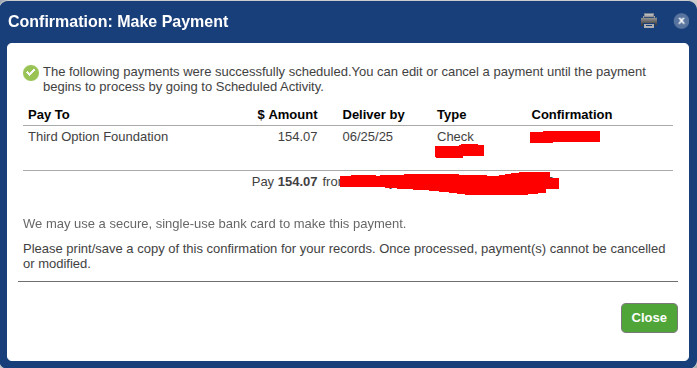 Confirmation: Make Payment
The following payments were successfully scheduled.You can edit or cancel a payment until the payment
begins to process by going to Scheduled Activity.
Pay To $ Amount Deliver by Type Confirmation
Third Option Foundation 154.07 06/25/25 Check
Pay 154.07
We may use a secure, single-use bank card to make this payment.
Please print/save a copy of this confirmation for your records. Once processed, payment(s) cannot be cancelled
or modified.
Close